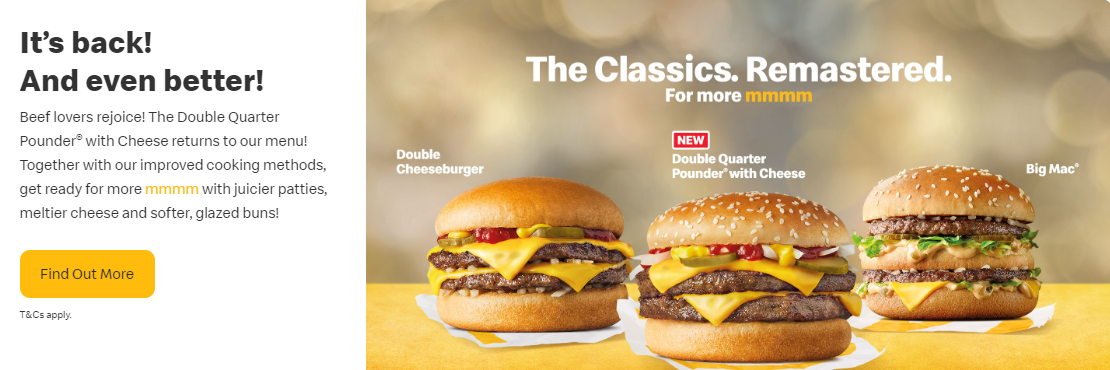 It's back!
And even better!
Beef lovers rejoice! The Double Quarter
Pounder® with Cheese returns to our menu!
Together with our improved cooking methods,
get ready for more mmmm with juicier patties,
meltier cheese and softer, glazed buns!
Find Out More
T&Cs apply.
The Classics. Remastered.
For more mmmm
Double
Cheeseburger
NEW
Double Quarter
Pounder® with Cheese
Big Mac®